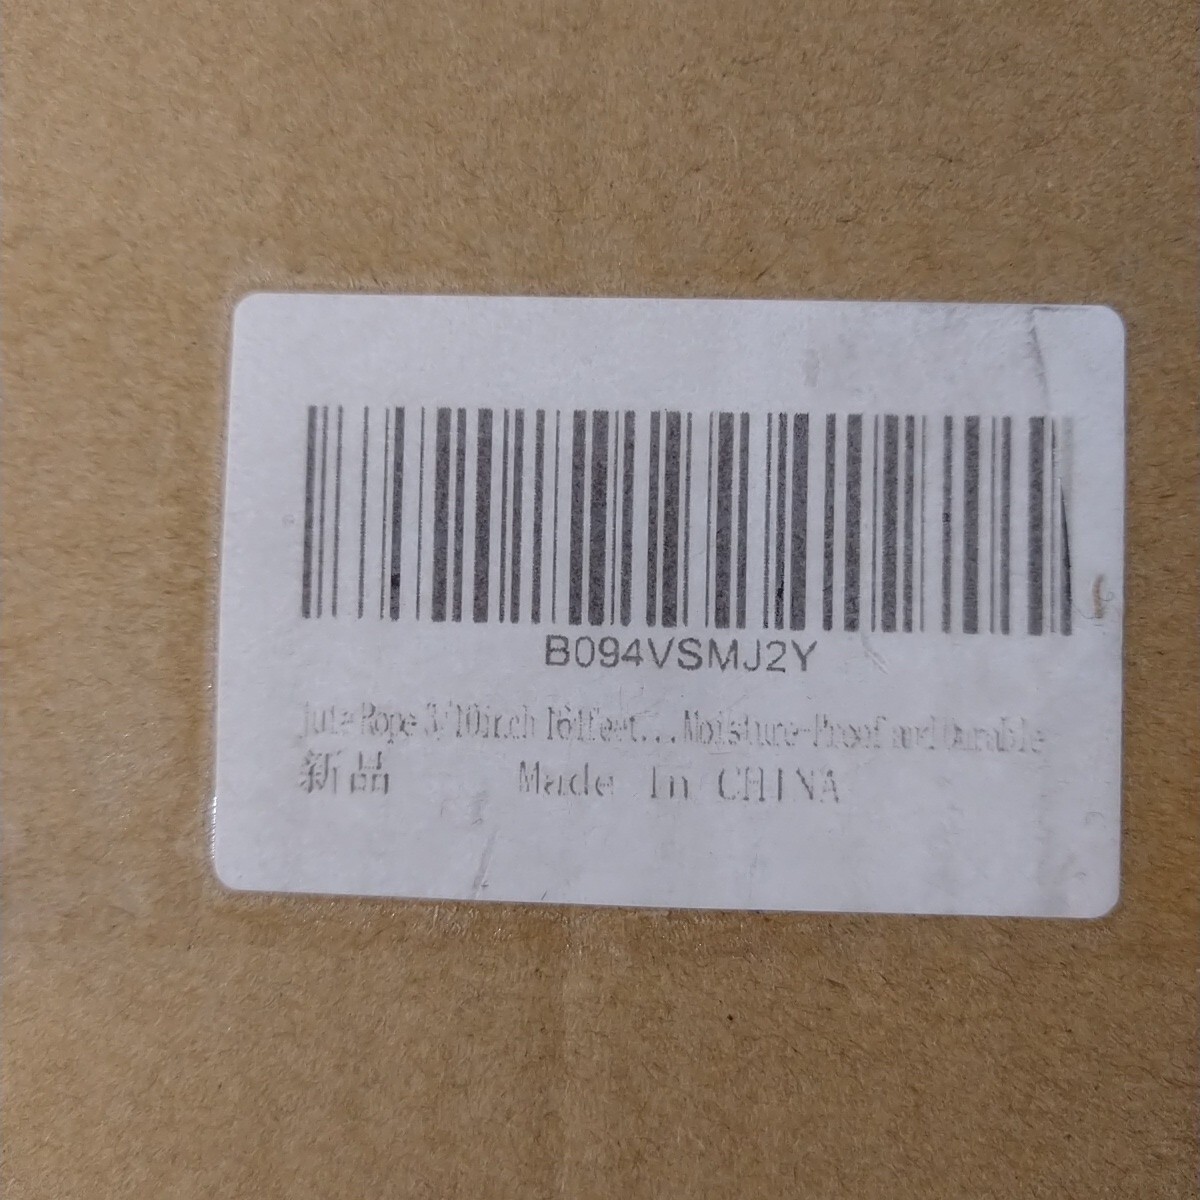 B094VSMJ2Y
Jute Rope 3/10inch 164feet...Moisture-Proof and Durable
新品 Made In CHINA